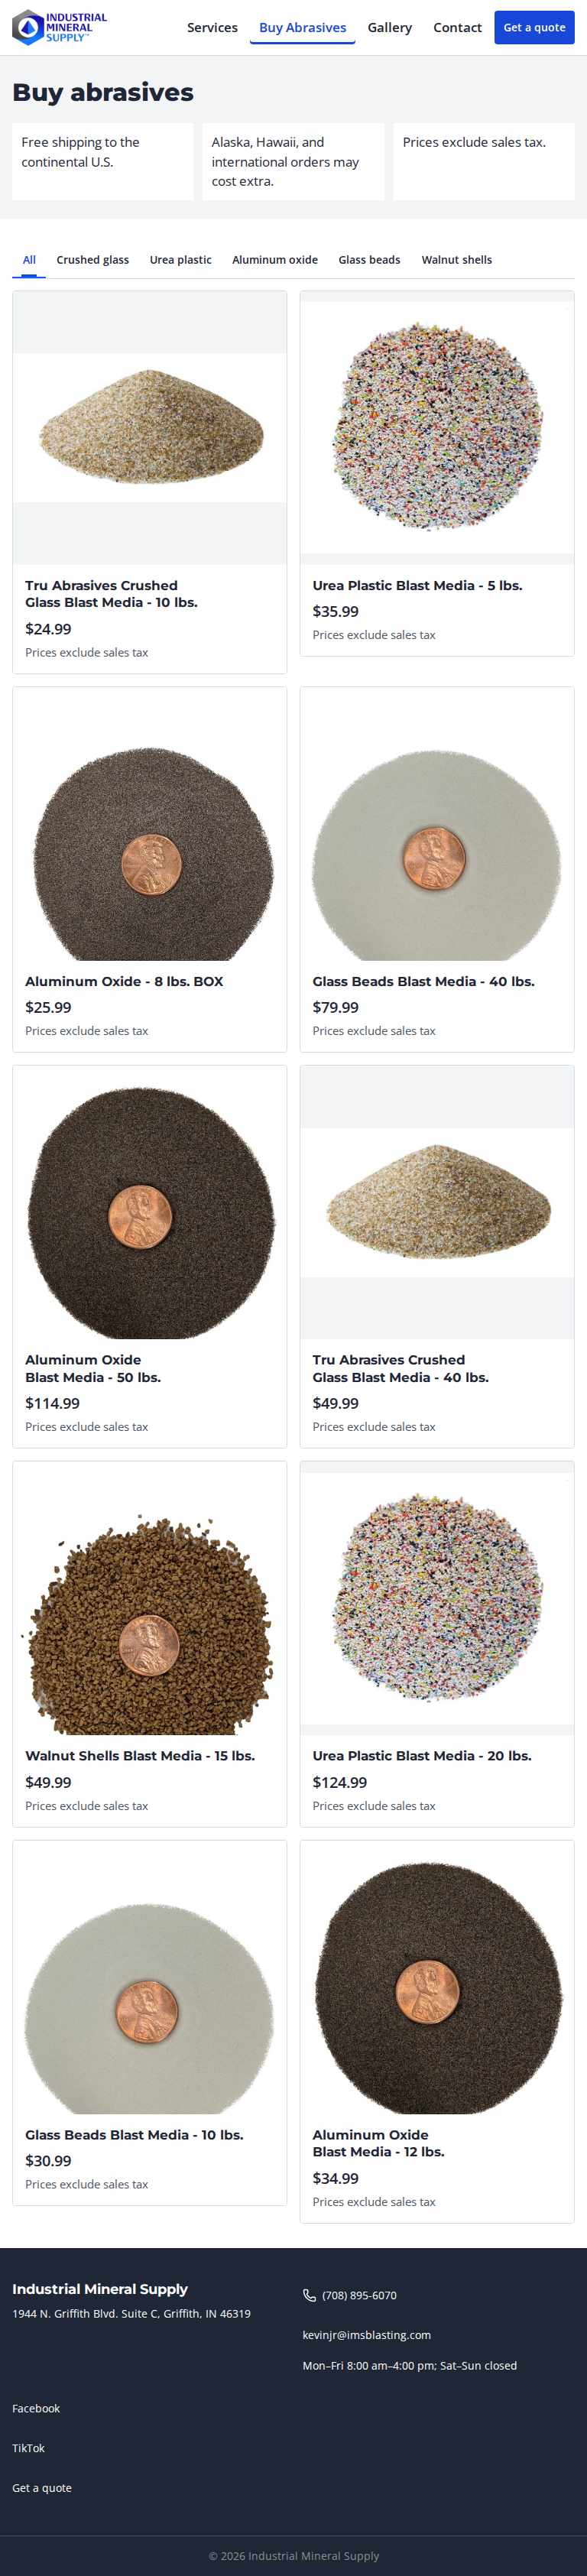 INDUSTRIAL
MINERAL
SUPPLY™
Services
Buy Abrasives
Gallery
Contact
Get a quote
Buy abrasives
Free shipping to the
continental U.S.
Alaska, Hawaii, and
international orders may
cost extra.
Prices exclude sales tax.
All
Crushed glass
Urea plastic
Aluminum oxide
Glass beads
Walnut shells
Tru Abrasives Crushed
Glass Blast Media - 10 lbs.
$24.99
Prices exclude sales tax
Urea Plastic Blast Media - 5 lbs.
$35.99
Prices exclude sales tax
Aluminum Oxide - 8 lbs. BOX
$25.99
Prices exclude sales tax
Glass Beads Blast Media - 40 lbs.
$79.99
Prices exclude sales tax
Aluminum Oxide
Blast Media - 50 lbs.
$114.99
Prices exclude sales tax
Tru Abrasives Crushed
Glass Blast Media - 40 lbs.
$49.99
Prices exclude sales tax
Walnut Shells Blast Media - 15 lbs.
$49.99
Prices exclude sales tax
Urea Plastic Blast Media - 20 lbs.
$124.99
Prices exclude sales tax
Glass Beads Blast Media - 10 lbs.
$30.99
Prices exclude sales tax
Aluminum Oxide
Blast Media - 12 lbs.
$34.99
Prices exclude sales tax
Industrial Mineral Supply
1944 N. Griffith Blvd. Suite C, Griffith, IN 46319
(708) 895-6070
kevinjr@imsblasting.com
Mon–Fri 8:00 am–4:00 pm; Sat–Sun closed
Facebook
TikTok
Get a quote
© 2026 Industrial Mineral Supply